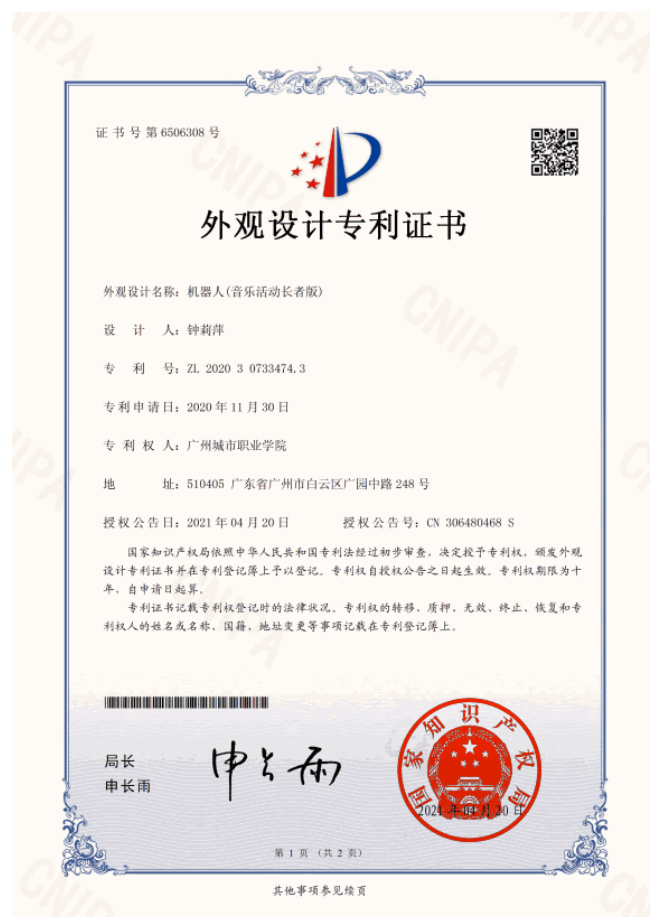 证书号第6506308号
外观设计专利证书
外观设计名称：机器人(音乐活动长者版)
设计人：钟莉萍
专利号：ZL 2020 3 0733474.3
专利申请日：2020年11月30日
专利权人：广州城市职业学院
地址：510405 广东省广州市白云区广园中路248号
授权公告日：2021年04月20日 授权公告号：CN 306480468 S
国家知识产权局依照中华人民共和国专利法经过初步审查，决定授予专利权，颁发外观
设计专利证书并在专利登记簿上予以登记。专利权自授权公告之日起生效。专利权期限为十
年，自申请日起算。
专利证书记载专利权登记时的法律状况。专利权的转移、质押、无效、终止、恢复和专
利权人的姓名或名称、国籍、地址变更等事项记载在专利登记簿上。
局长
申长雨
申长雨
国家知识产权局
2021年04月20日
第 1 页 （共 2 页）
其他事项参见续页
CNIPA
CNIPA
CNIPA
CNIPA